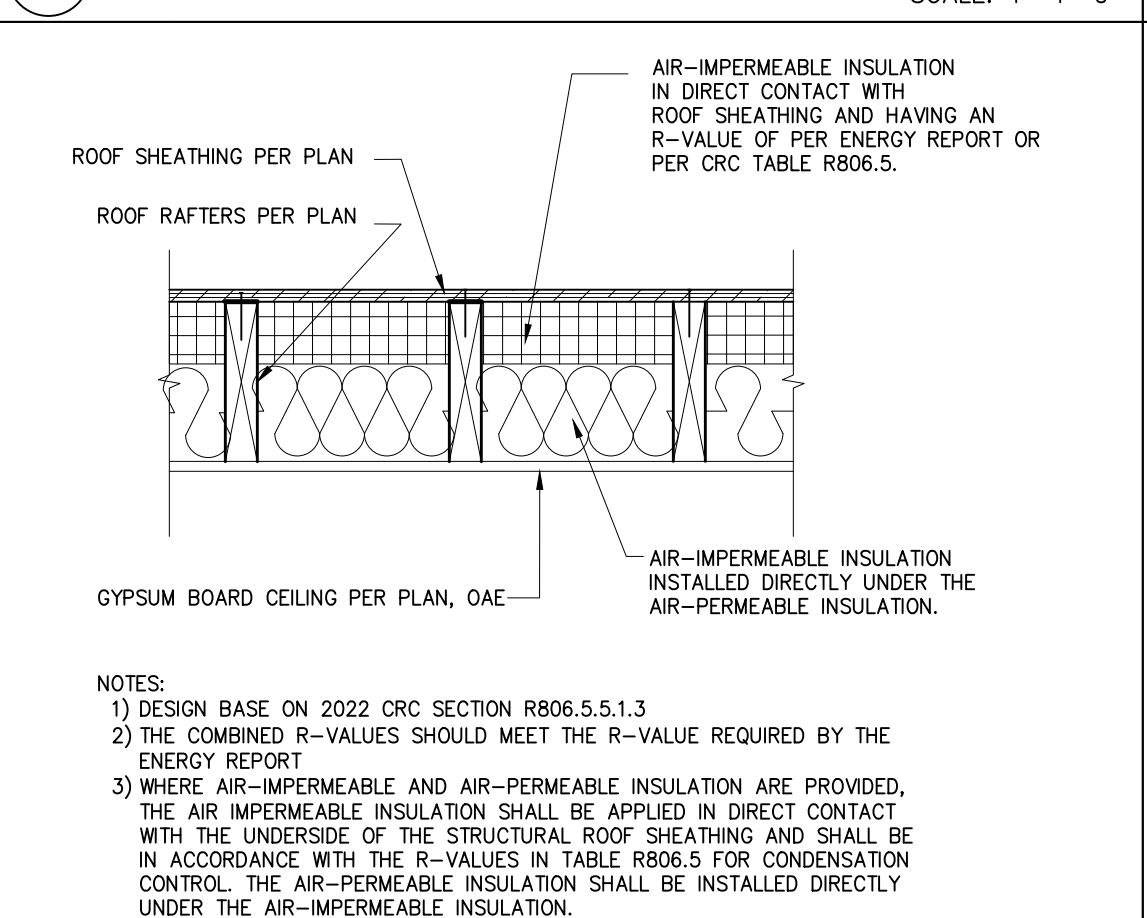 AIR-IMPERMEABLE INSULATION
IN DIRECT CONTACT WITH
ROOF SHEATHING AND HAVING AN
R-VALUE OF PER ENERGY REPORT OR
PER CRC TABLE R806.5.
ROOF SHEATHING PER PLAN
ROOF RAFTERS PER PLAN
AIR-IMPERMEABLE INSULATION
INSTALLED DIRECTLY UNDER THE
AIR-PERMEABLE INSULATION.
GYPSUM BOARD CEILING PER PLAN, OAE
NOTES:
1) DESIGN BASE ON 2022 CRC SECTION R806.5.5.1.3
2) THE COMBINED R-VALUES SHOULD MEET THE R-VALUE REQUIRED BY THE
ENERGY REPORT
3) WHERE AIR-IMPERMEABLE AND AIR-PERMEABLE INSULATION ARE PROVIDED,
THE AIR IMPERMEABLE INSULATION SHALL BE APPLIED IN DIRECT CONTACT
WITH THE UNDERSIDE OF THE STRUCTURAL ROOF SHEATHING AND SHALL BE
IN ACCORDANCE WITH THE R-VALUES IN TABLE R806.5 FOR CONDENSATION
CONTROL. THE AIR-PERMEABLE INSULATION SHALL BE INSTALLED DIRECTLY
UNDER THE AIR-IMPERMEABLE INSULATION.